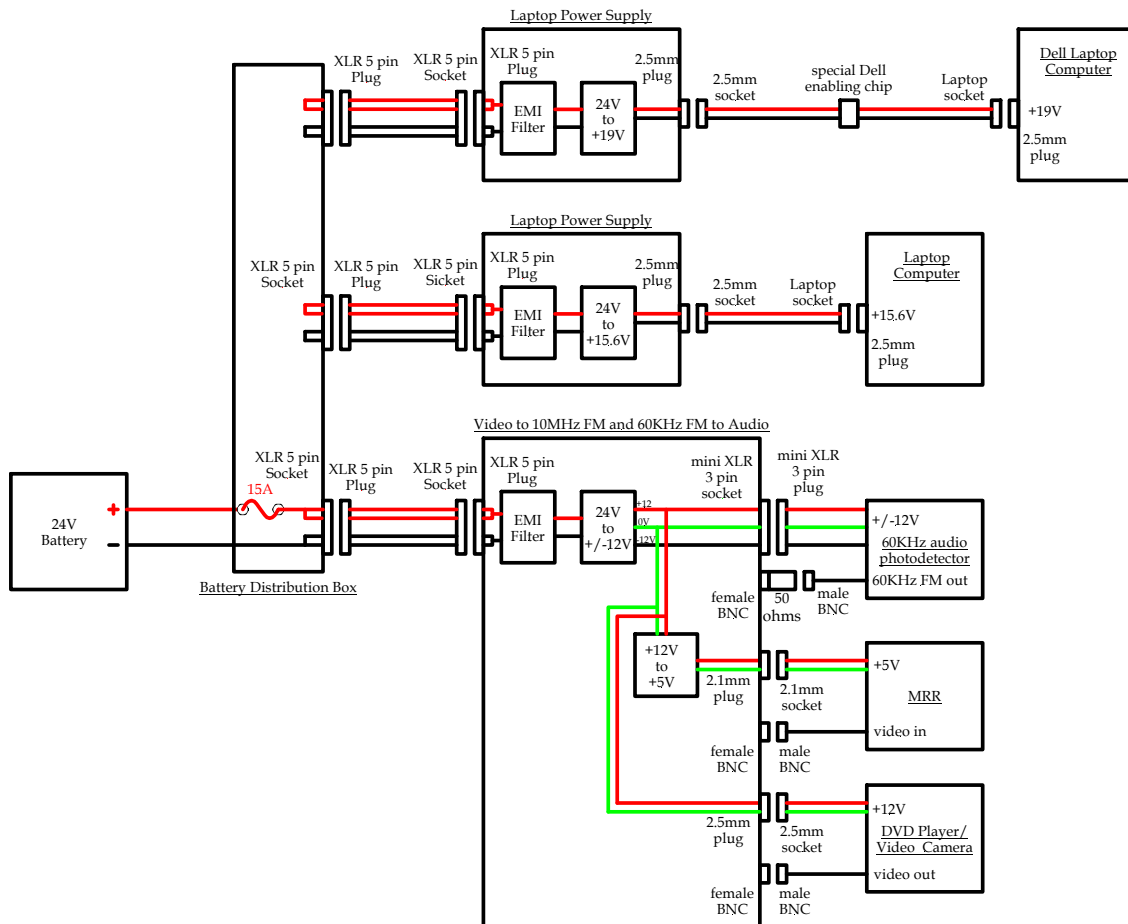 Laptop Power Supply
XLR 5 pin
Plug
XLR 5 pin
Socket
XLR 5 pin
Plug
2.5mm
plug
EMI
Filter
24V
to
+19V
2.5mm
socket
special Dell
enabling chip
Laptop
socket
Dell Laptop
Computer
+19V
2.5mm
plug
Laptop Power Supply
XLR 5 pin
Socket
XLR 5 pin
Plug
XLR 5 pin
Sicket
XLR 5 pin
Plug
2.5mm
plug
EMI
Filter
24V
to
+15.6V
2.5mm
socket
Laptop
socket
Laptop
Computer
+15.6V
2.5mm
plug
Video to 10MHz FM and 60KHz FM to Audio
24V
Battery
+
-
15A
XLR 5 pin
Socket
XLR 5 pin
Plug
XLR 5 pin
Socket
XLR 5 pin
Plug
Battery Distribution Box
EMI
Filter
24V
to
+/-12V
+12
0V
-12V
mini XLR
3 pin
socket
mini XLR
3 pin
plug
+/-12V
60KHz audio
photodetector
60KHz FM out
female
BNC
50
ohms
male
BNC
+12V
to
+5V
2.1mm
plug
2.1mm
socket
+5V
MRR
video in
female
BNC
male
BNC
2.5mm
plug
2.5mm
socket
+12V
DVD Player/
Video Camera
video out
female
BNC
male
BNC